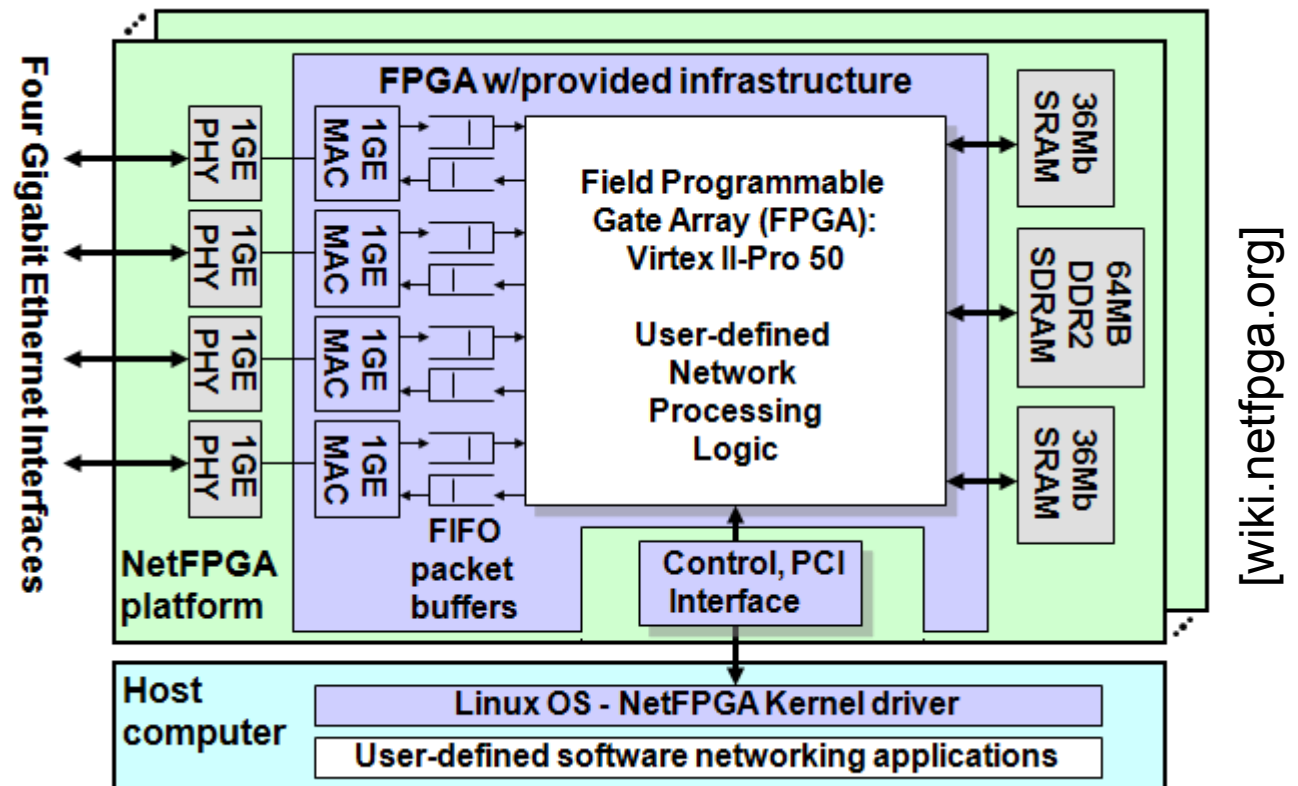 Four Gigabit Ethernet Interfaces
FPGA w/provided infrastructure
1GE
PHY
1GE
MAC
1GE
PHY
1GE
MAC
1GE
PHY
1GE
MAC
1GE
PHY
1GE
MAC
FIFO
packet
buffers
Field Programmable
Gate Array (FPGA):
Virtex II-Pro 50
User-defined
Network
Processing
Logic
36Mb
SRAM
64MB
DDR2
SDRAM
36Mb
SRAM
NetFPGA
platform
Control, PCI
Interface
Host
computer
Linux OS - NetFPGA Kernel driver
User-defined software networking applications
[wiki.netfpga.org]